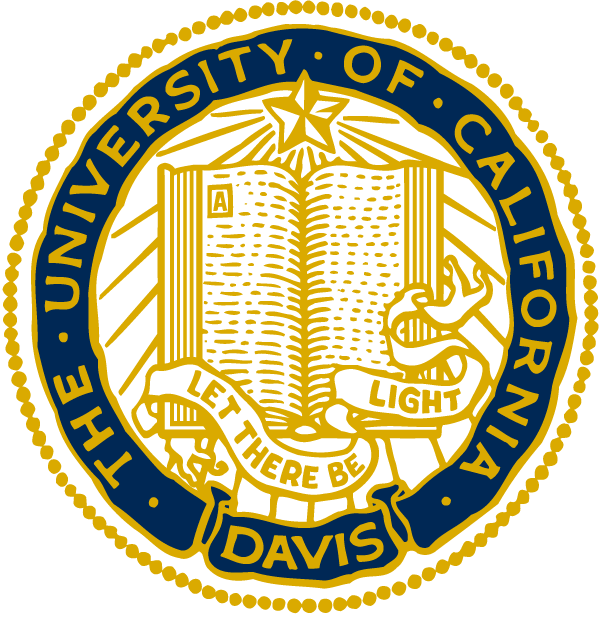 · THE · UNIVERSITY · OF · CALIFORNIA ·
A
LET THERE BE
LIGHT
DAVIS